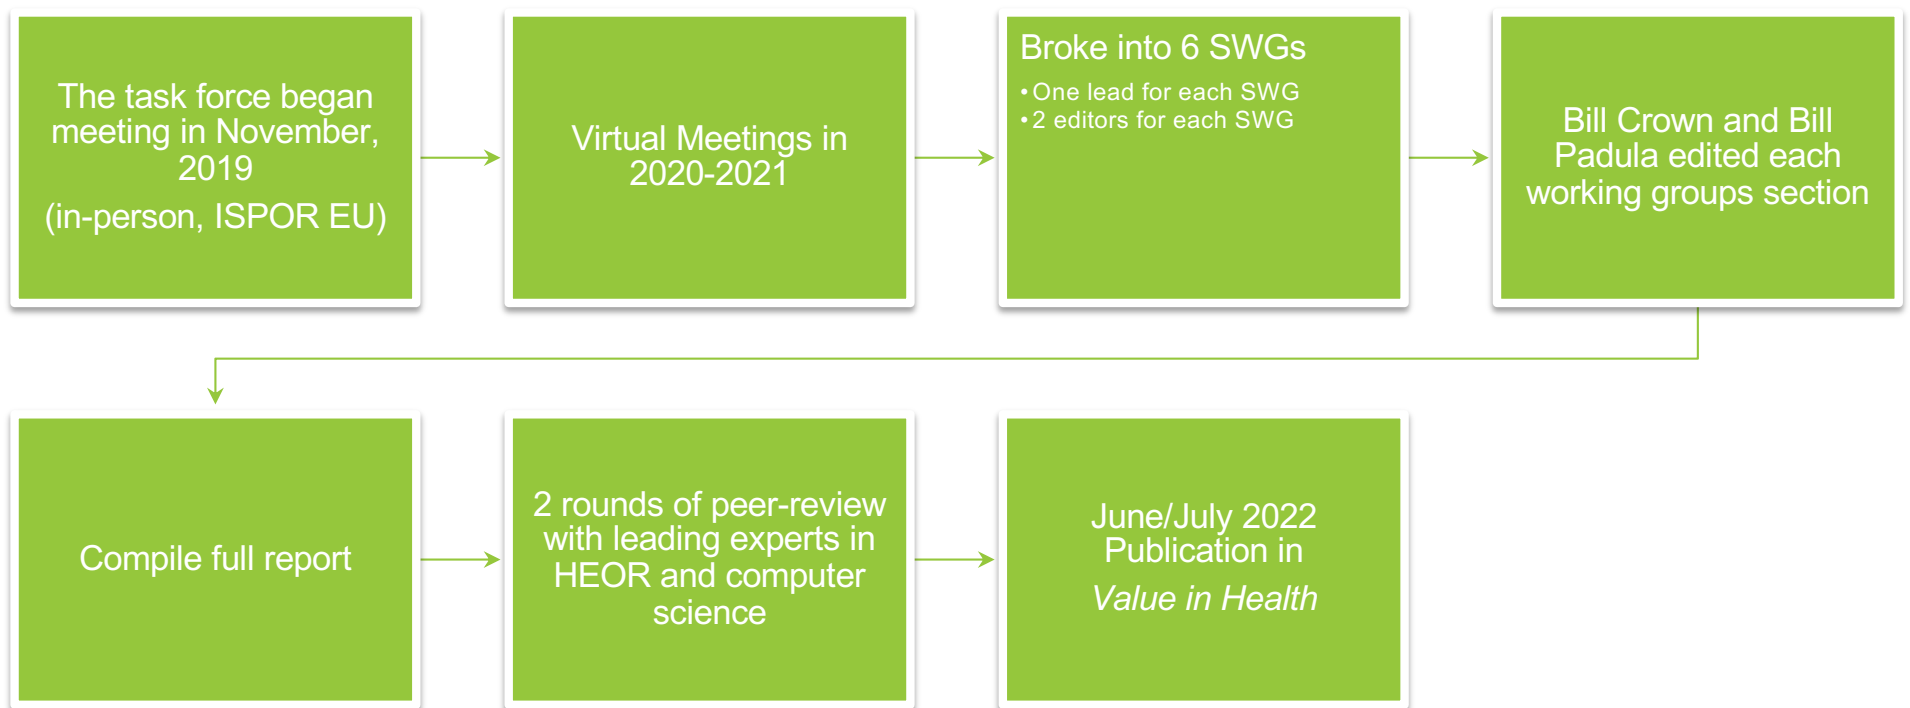 The task force began
meeting in November,
2019
(in-person, ISPOR EU)
Virtual Meetings in
2020-2021
Broke into 6 SWGs
• One lead for each SWG
• 2 editors for each SWG
Bill Crown and Bill
Padula edited each
working groups section
Compile full report
2 rounds of peer-review
with leading experts in
HEOR and computer
science
June/July 2022
Publication in
Value in Health